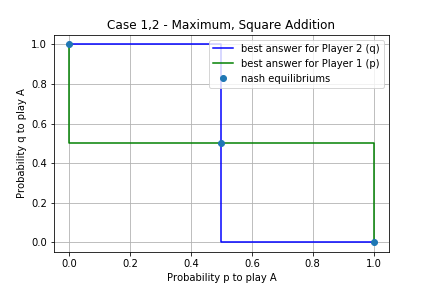 Case 1,2 - Maximum, Square Addition
best answer for Player 2 (q)
best answer for Player 1 (p)
nash equilibriums
Probability q to play A
1.0
0.8
0.6
0.4
0.2
0.0
0.0 0.2 0.4 0.6 0.8 1.0
Probability p to play A